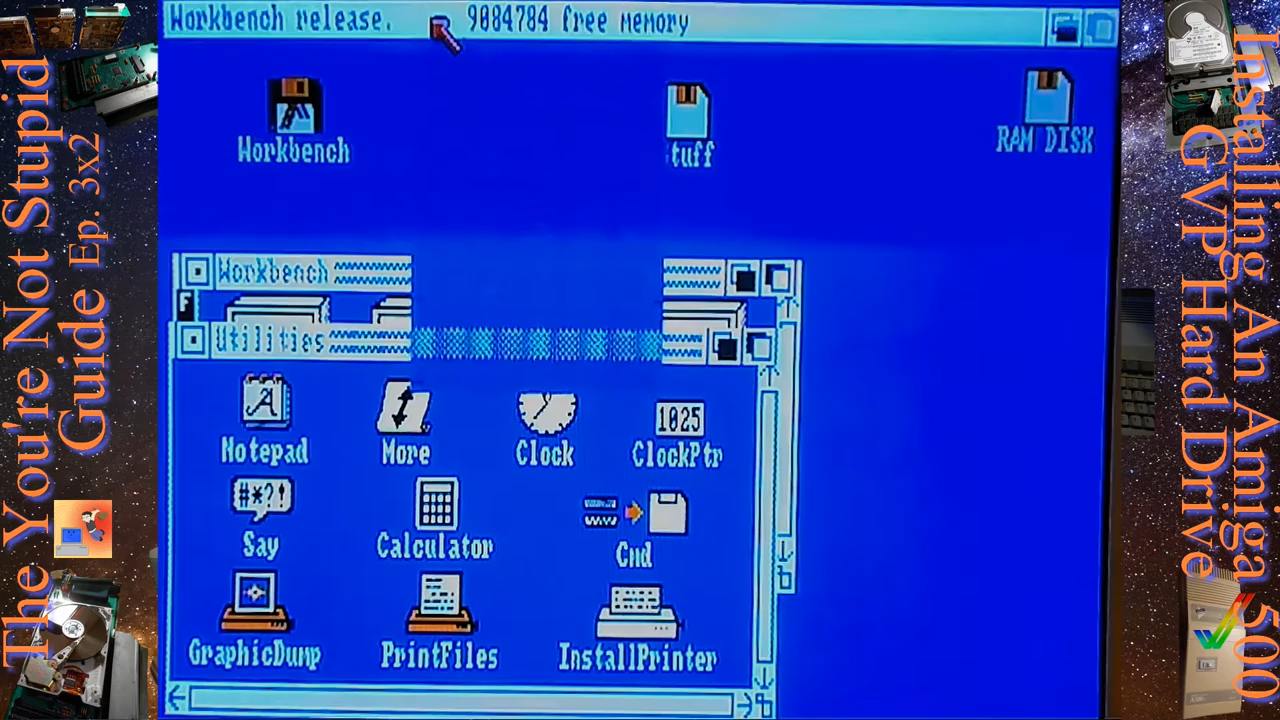 The You're Not Stupid
Guide Ep. 3x2
Workbench release. 9084784 free memory
Workbench
tuff
RAM DISK
Workbench
F
Utilities
Notepad
More
Clock
1025
ClockPtr
#*?!
Say
Calculator
Cmd
GraphicDump
PrintFiles
InstallPrinter
Installing An Amiga 500
GVP Hard Drive